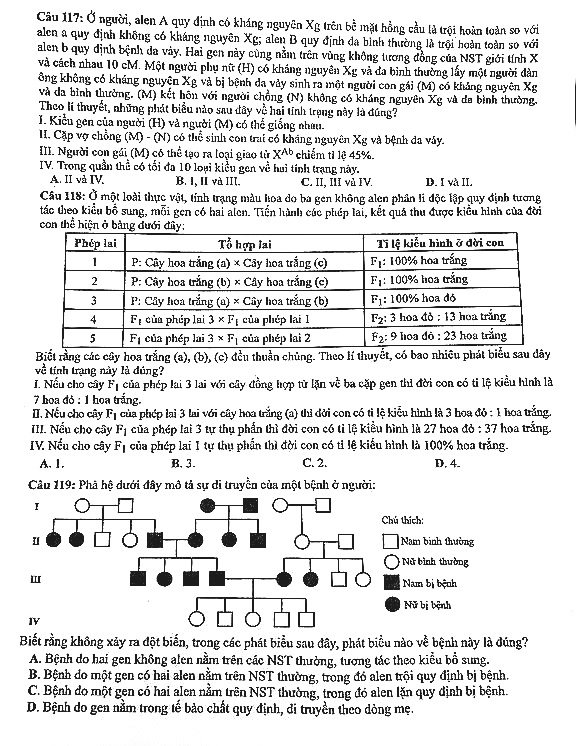 Câu 117: Ở người, alen A quy định có kháng nguyên Xg trên bề mặt hồng cầu là trội hoàn toàn so với
alen a quy định không có kháng nguyên Xg; alen B quy định da bình thường là trội hoàn toàn so với
alen b quy định bệnh da vảy. Hai gen này cùng nằm trên vùng không tương đồng của NST giới tính X
và cách nhau 10 cM. Một người phụ nữ (H) có kháng nguyên Xg và da bình thường lấy một người đàn
ông không có kháng nguyên Xg và bị bệnh da vảy sinh ra một người con gái (M) có kháng nguyên Xg
và da bình thường. (M) kết hôn với người chồng (N) không có kháng nguyên Xg và da bình thường.
Theo lí thuyết, những phát biểu nào sau đây về hai tính trạng này là đúng?
I. Kiểu gen của người (H) và người (M) có thể giống nhau.
II. Cặp vợ chồng (M) - (N) có thể sinh con trai có kháng nguyên Xg và bệnh da vảy.
III. Người con gái (M) có thể tạo ra loại giao tử X^Ab chiếm tỉ lệ 45%.
IV. Trong quần thể có tối đa 10 loại kiểu gen về hai tính trạng này.
A. II và IV. B. I, II và III. C. II, III và IV. D. I và II.
Câu 118: Ở một loài thực vật, tính trạng màu hoa do ba gen không alen phân li độc lập quy định tương
tác theo kiểu bổ sung, mỗi gen có hai alen. Tiến hành các phép lai, kết quả thu được kiểu hình của đời
con thể hiện ở bảng dưới đây:
Phép lai Tổ hợp lai Tỉ lệ kiểu hình ở đời con
1 P: Cây hoa trắng (a) × Cây hoa trắng (c) F1: 100% hoa trắng
2 P: Cây hoa trắng (b) × Cây hoa trắng (c) F1: 100% hoa trắng
3 P: Cây hoa trắng (a) × Cây hoa trắng (b) F1: 100% hoa đỏ
4 F1 của phép lai 3 × F1 của phép lai 1 F2: 3 hoa đỏ : 13 hoa trắng
5 F1 của phép lai 3 × F1 của phép lai 2 F2: 9 hoa đỏ : 23 hoa trắng
Biết rằng các cây hoa trắng (a), (b), (c) đều thuần chủng. Theo lí thuyết, có bao nhiêu phát biểu sau đây
về tính trạng này là đúng?
I. Nếu cho cây F1 của phép lai 3 lai với cây đồng hợp tử lặn về ba cặp gen thì đời con có tỉ lệ kiểu hình là
7 hoa đỏ : 1 hoa trắng.
II. Nếu cho cây F1 của phép lai 3 lai với cây hoa trắng (a) thì đời con có tỉ lệ kiểu hình là 3 hoa đỏ : 1 hoa trắng.
III. Nếu cho cây F1 của phép lai 3 tự thụ phấn thì đời con có tỉ lệ kiểu hình là 27 hoa đỏ : 37 hoa trắng.
IV. Nếu cho cây F1 của phép lai 1 tự thụ phấn thì đời con có tỉ lệ kiểu hình là 100% hoa trắng.
A. 1. B. 3. C. 2. D. 4.
Câu 119: Phả hệ dưới đây mô tả sự di truyền của một bệnh ở người:
I
Chú thích:
II
Nam bình thường
Nữ bình thường
III
Nam bị bệnh
Nữ bị bệnh
IV
Biết rằng không xảy ra đột biến, trong các phát biểu sau đây, phát biểu nào về bệnh này là đúng?
A. Bệnh do hai gen không alen nằm trên các NST thường, tương tác theo kiểu bổ sung.
B. Bệnh do một gen có hai alen nằm trên NST thường, trong đó alen trội quy định bị bệnh.
C. Bệnh do một gen có hai alen nằm trên NST thường, trong đó alen lặn quy định bị bệnh.
D. Bệnh do gen nằm trong tế bào chất quy định, di truyền theo dòng mẹ.